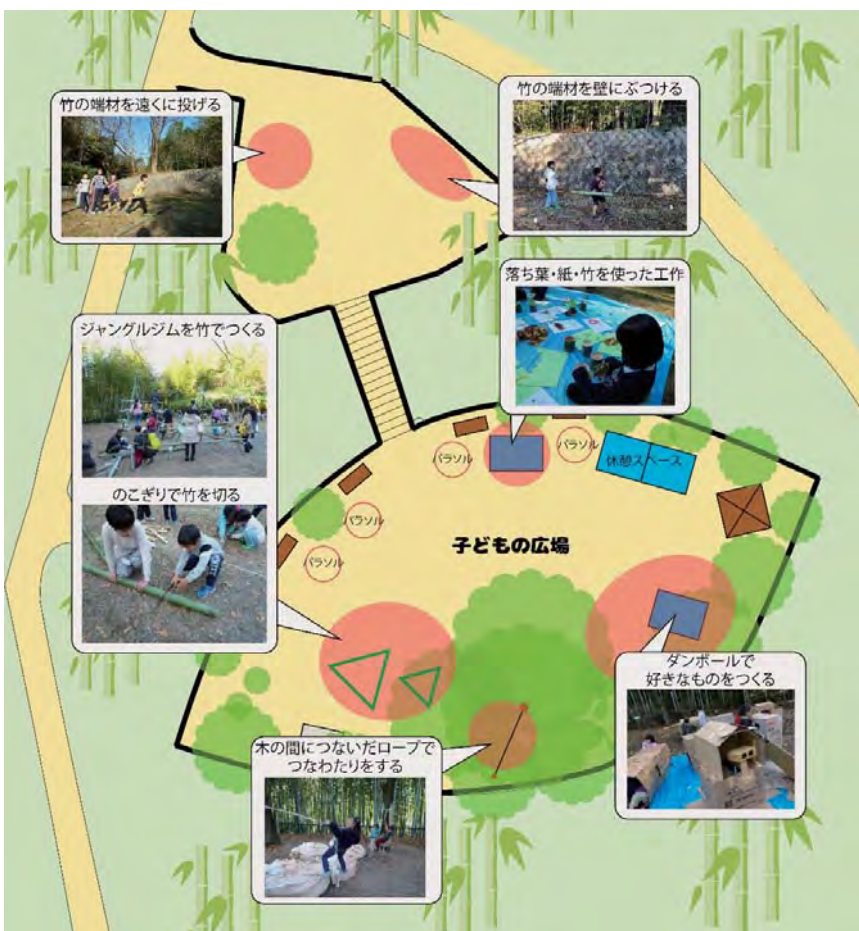 竹の端材を遠くに投げる
竹の端材を壁にぶつける
落ち葉・紙・竹を使った工作
ジャングルジムを竹でつくる
のこぎりで竹を切る
パラソル
パラソル
休憩スペース
パラソル
パラソル
子どもの広場
ダンボールで
好きなものをつくる
木の間につないだロープで
つなわたりをする